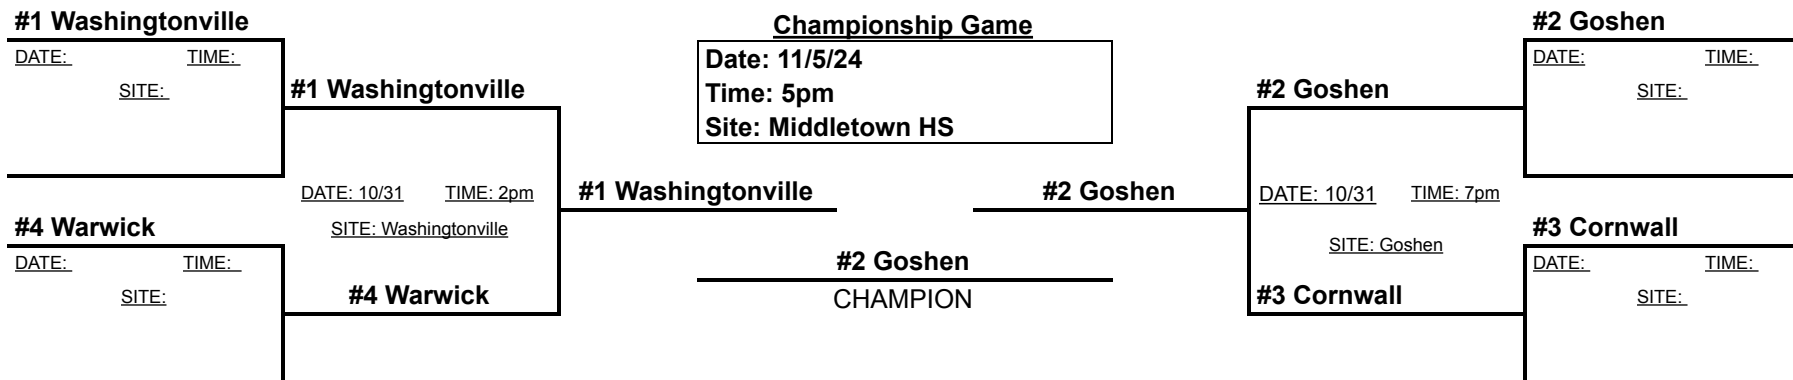 #1 Washingtonville
Championship Game
#2 Goshen
DATE: TIME:
SITE:
#1 Washingtonville
Date: 11/5/24
Time: 5pm
Site: Middletown HS
#2 Goshen
DATE: TIME:
SITE:
DATE: 10/31 TIME: 2pm
SITE: Washingtonville
#1 Washingtonville
#2 Goshen
DATE: 10/31 TIME: 7pm
SITE: Goshen
#4 Warwick
DATE: TIME:
SITE:
#4 Warwick
#2 Goshen
CHAMPION
#3 Cornwall
#3 Cornwall
DATE: TIME:
SITE: